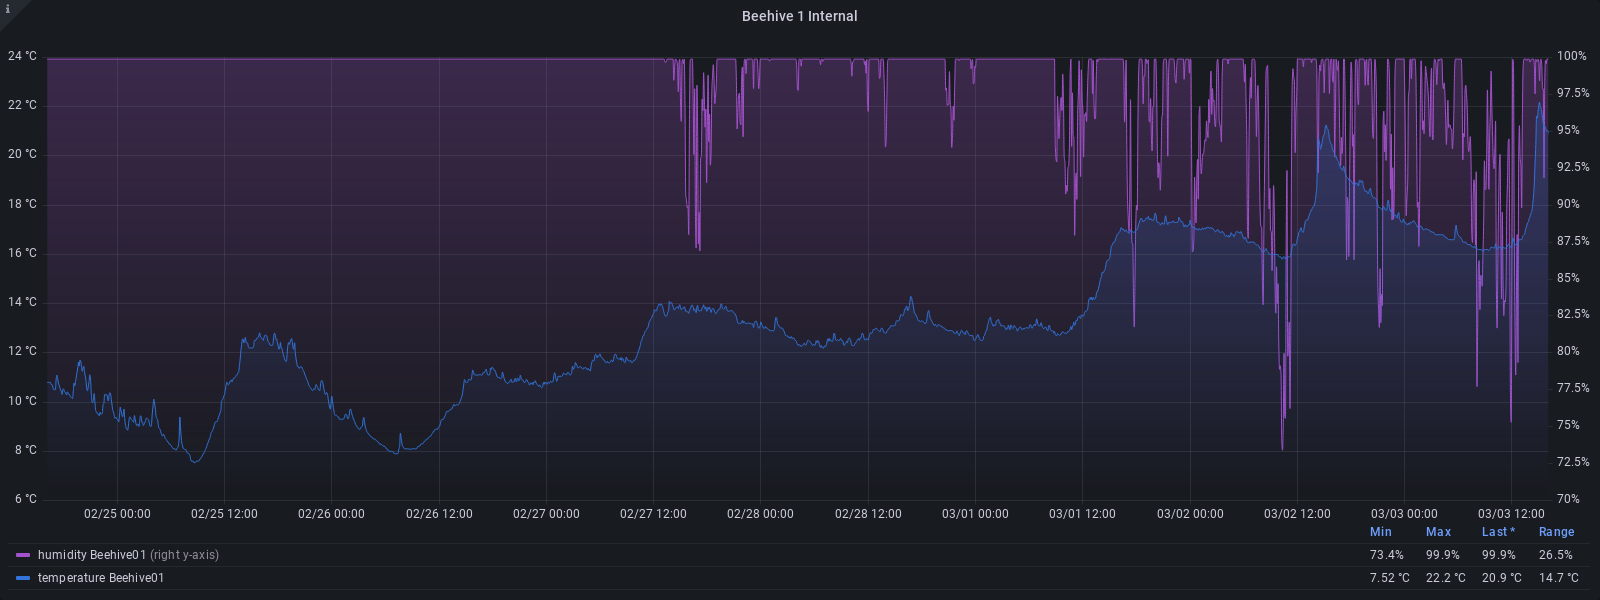 i
Beehive 1 Internal
24 °C 100%
22 °C 97.5%
20 °C 95%
18 °C 92.5%
16 °C 90%
14 °C 87.5%
12 °C 85%
10 °C 82.5%
8 °C 80%
6 °C 77.5%
75%
72.5%
70%
02/25 00:00 02/25 12:00 02/26 00:00 02/26 12:00 02/27 00:00 02/27 12:00 02/28 00:00 02/28 12:00 03/01 00:00 03/01 12:00 03/02 00:00 03/02 12:00 03/03 00:00 03/03 12:00
Min Max Last * Range
humidity Beehive01 (right y-axis) 73.4% 99.9% 99.9% 26.5%
temperature Beehive01 7.52 °C 22.2 °C 20.9 °C 14.7 °C